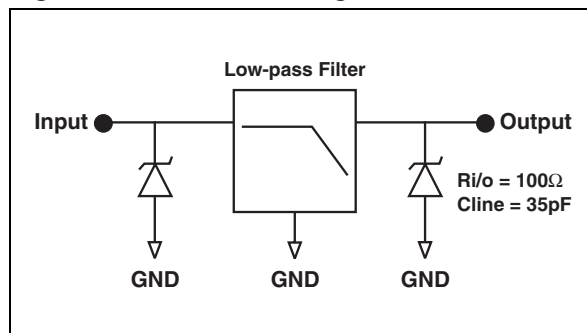 Low-pass Filter
Input
Output
Ri/o = 100Ω
Cline = 35pF
GND
GND
GND